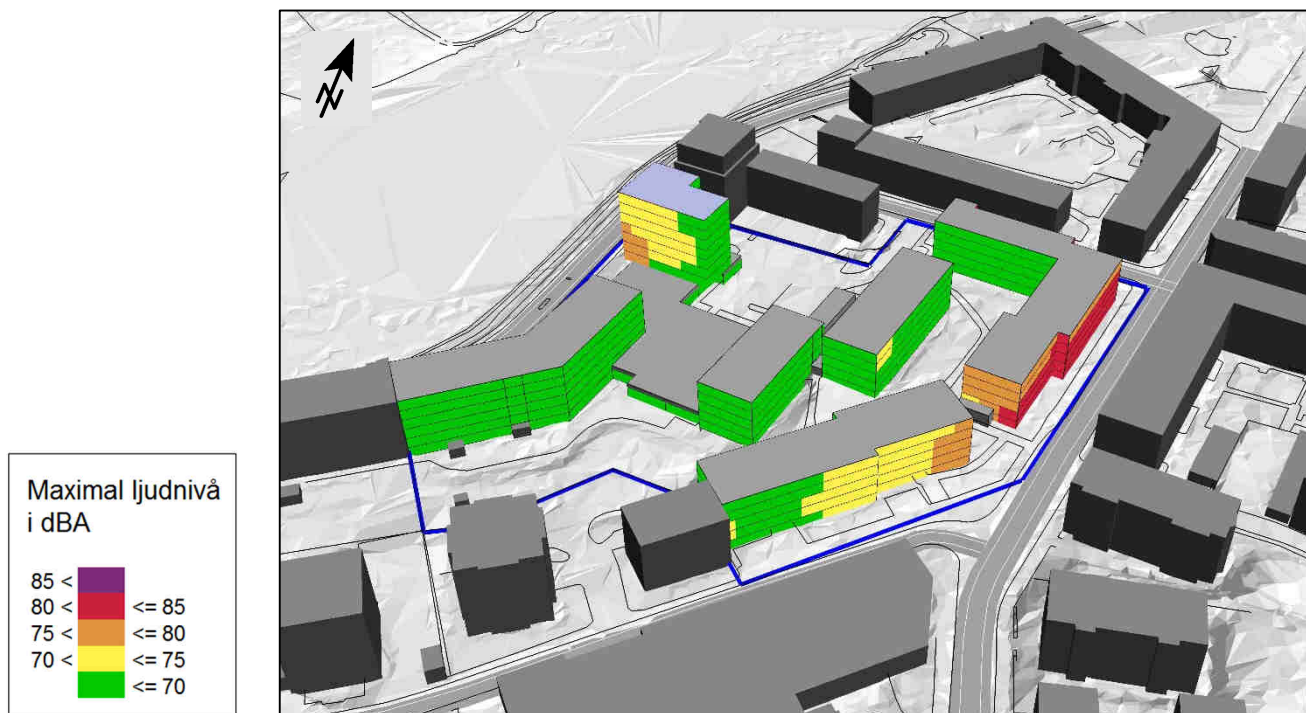 Maximal ljudnivå
i dBA
85 <
80 < <= 85
75 < <= 80
70 < <= 75
<= 70